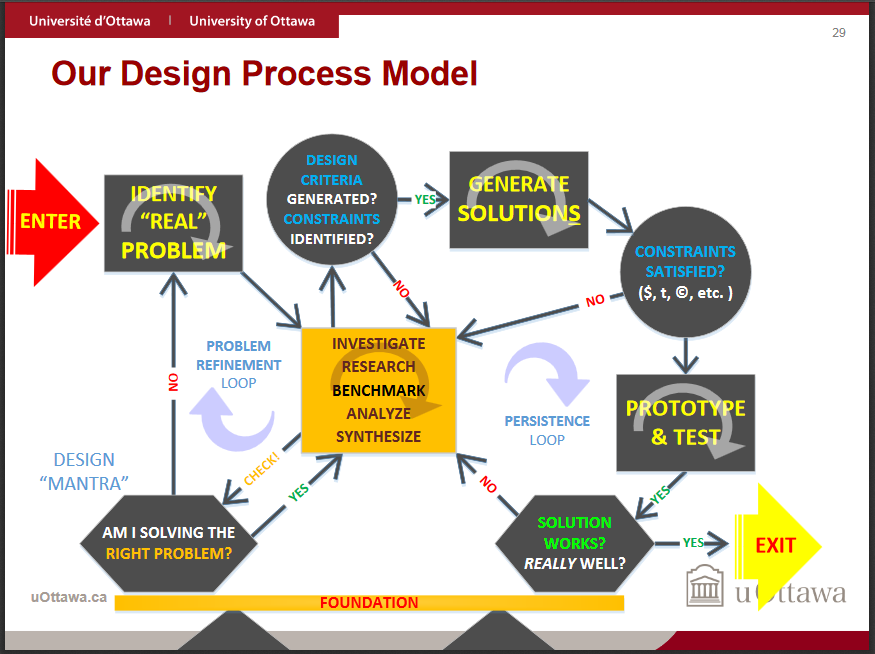 Université d'Ottawa | University of Ottawa
29
Our Design Process Model
ENTER
IDENTIFY
"REAL"
PROBLEM
DESIGN
CRITERIA
GENERATED?
CONSTRAINTS
IDENTIFIED?
YES
GENERATE
SOLUTIONS
CONSTRAINTS
SATISFIED?
($, t, ©, etc. )
NO
NO
INVESTIGATE
RESEARCH
BENCHMARK
ANALYZE
SYNTHESIZE
PROBLEM
REFINEMENT
LOOP
NO
PERSISTENCE
LOOP
PROTOTYPE
& TEST
DESIGN
"MANTRA"
CHECK!
YES
NO
YES
AM I SOLVING THE
RIGHT PROBLEM?
SOLUTION
WORKS?
REALLY WELL?
YES
EXIT
uOttawa.ca
FOUNDATION
uOttawa